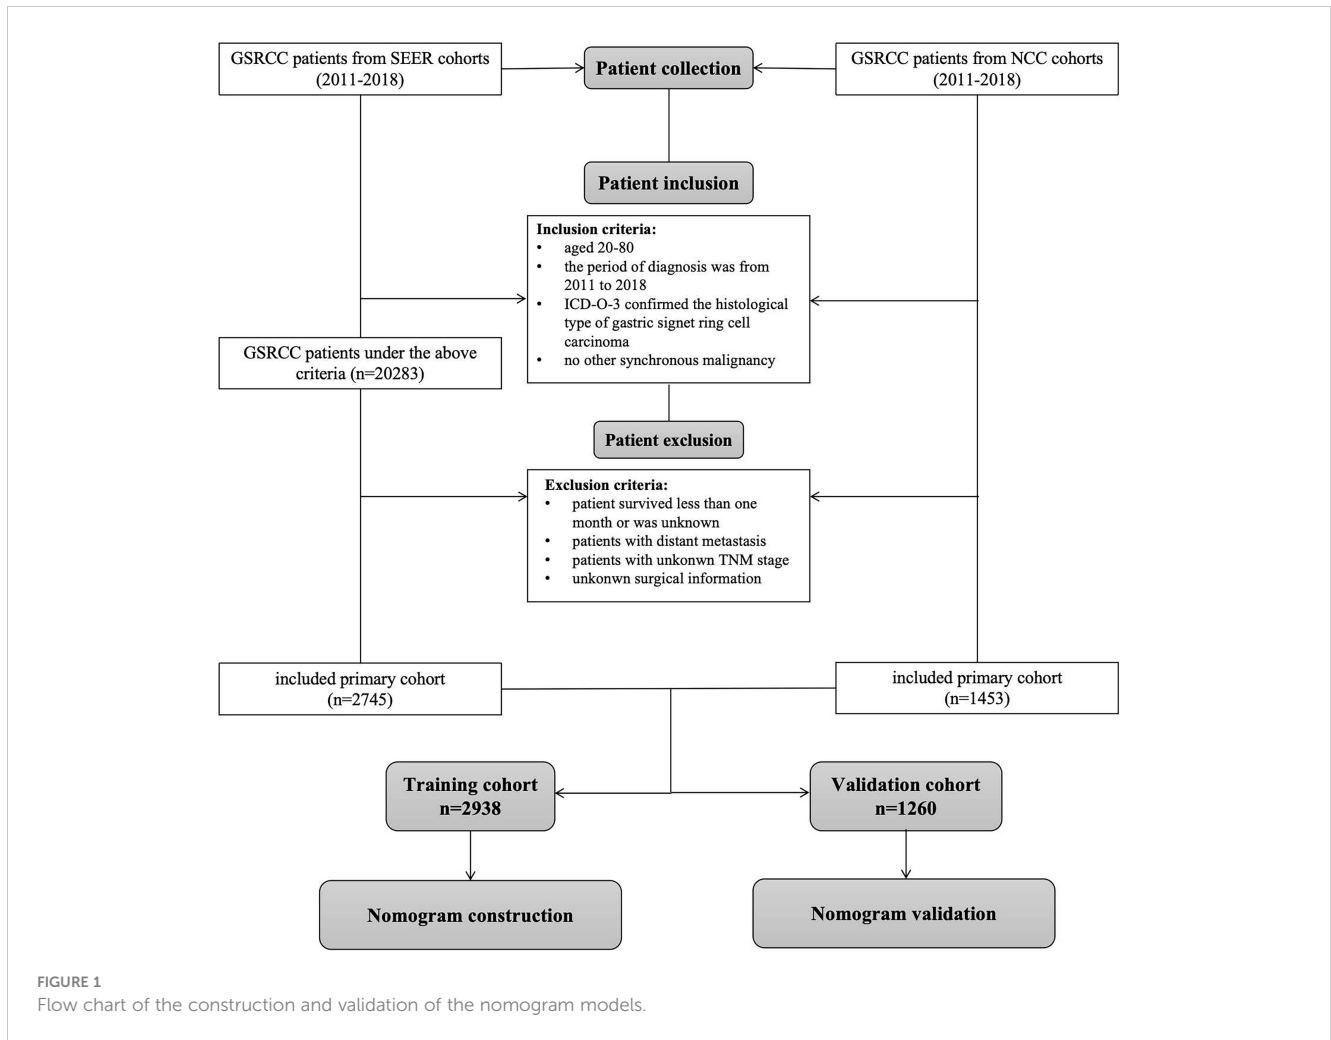 GSRCC patients from SEER cohorts
(2011-2018)
Patient collection
GSRCC patients from NCC cohorts
(2011-2018)
Patient inclusion
Inclusion criteria:
• aged 20-80
• the period of diagnosis was from
2011 to 2018
• ICD-O-3 confirmed the histological
type of gastric signet ring cell
carcinoma
• no other synchronous malignancy
GSRCC patients under the above
criteria (n=20283)
Patient exclusion
Exclusion criteria:
• patient survived less than one
month or was unknown
• patients with distant metastasis
• patients with unkonwn TNM stage
• unkonwn surgical information
included primary cohort
(n=2745)
included primary cohort
(n=1453)
Training cohort
n=2938
Validation cohort
n=1260
Nomogram construction
Nomogram validation
FIGURE 1
Flow chart of the construction and validation of the nomogram models.